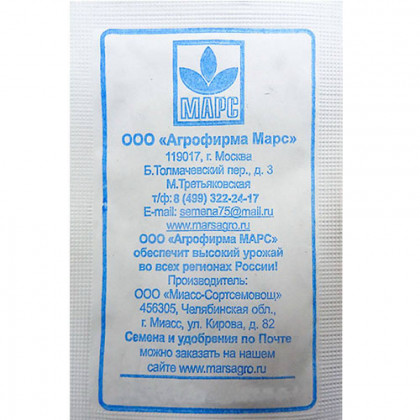 МАРС
ООО «Агрофирма Марс»
119017, г. Москва
Б.Толмачевский пер., д. 3
М.Третьяковская
т/ф: 8 (499) 322-24-17
E-mail: semena75@mail.ru
www.marsagro.ru
ООО «Агрофирма МАРС»
обеспечит высокий урожай
во всех регионах России!
Производитель:
ООО «Миасс-Сортсемовощ»
456305, Челябинская обл.,
г. Миасс, ул. Кирова, д. 82
Семена и удобрения по Почте
можно заказать на нашем
сайте www.marsagro.ru